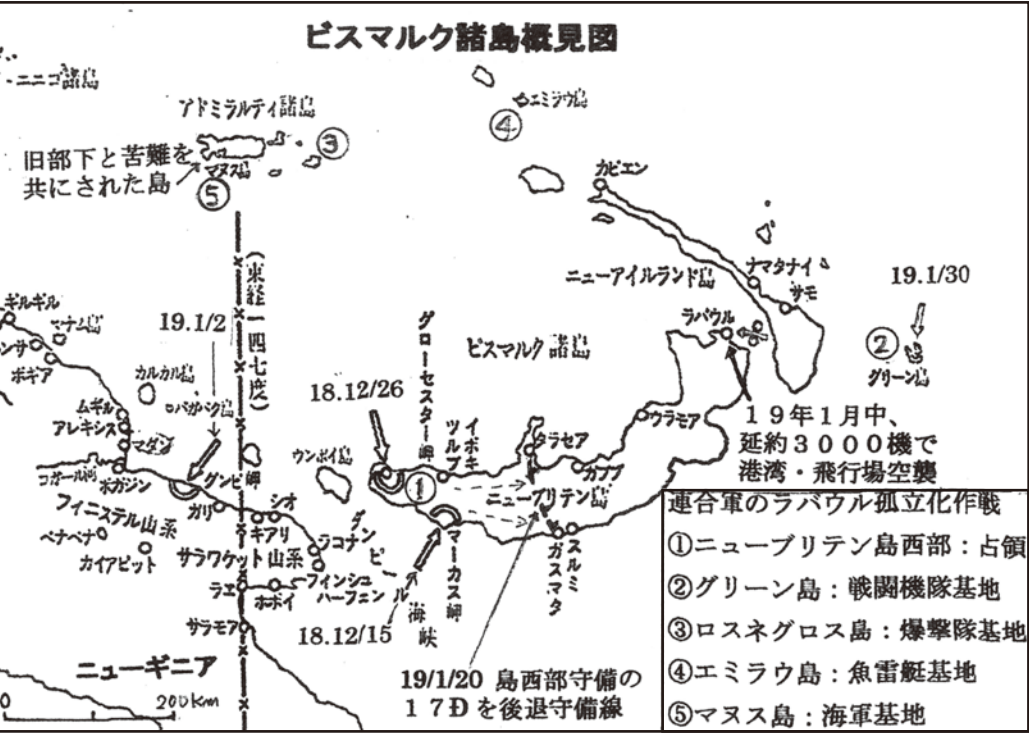 ビスマルク諸島概見図
ニニゴ諸島
アドミラルティ諸島
③
エミラウ島
④
旧部下と苦難を
共にされた島
マヌス島
⑤
カビエン
(東経一四七度)
ニューアイルランド島
ナマタナイ
サモ
19.1/30
②
グリーン島
ギルギル
マナム島
ンサ
ボギア
19.1/2
カルカル島
バガバク島
グローセスター岬
ビスマルク諸島
ラバウル
18.12/26
ムギル
アレキシス
マダン
ウンボイ島
ツルブ
イボキ
タラセア
ウラモア
19年1月中、
延約3000機で
港湾・飛行場空襲
コガール河
ボガジン
グンビ岬
①
カブブ
ニューブリテン島
フィニステル山系
ガリ
シオ
キアリ
ベナベナ
カイアピット
サラワケット山系
ラコナ
ダンピール海峡
マーカス岬
ガスマタ
スルミ
ラエ
ホポイ
フィンシュ
ハーフェン
サラモア
18.12/15
ニューギニア
0
200km
19/1/20 島西部守備の
17Đを後退守備線
連合軍のラバウル孤立化作戦
①ニューブリテン島西部：占領
②グリーン島：戦闘機隊基地
③ロスネグロス島：爆撃隊基地
④エミラウ島：魚雷艇基地
⑤マヌス島：海軍基地